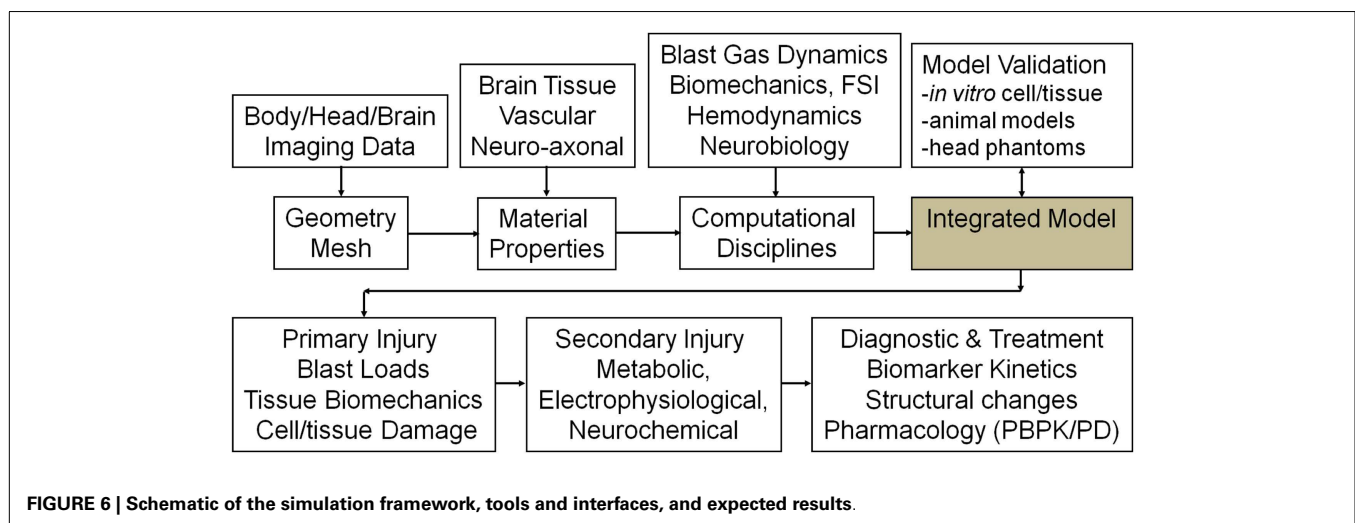 Body/Head/Brain
Imaging Data
Brain Tissue
Vascular
Neuro-axonal
Blast Gas Dynamics
Biomechanics, FSI
Hemodynamics
Neurobiology
Model Validation
-in vitro cell/tissue
-animal models
-head phantoms
Geometry
Mesh
Material
Properties
Computational
Disciplines
Integrated Model
Primary Injury
Blast Loads
Tissue Biomechanics
Cell/tissue Damage
Secondary Injury
Metabolic,
Electrophysiological,
Neurochemical
Diagnostic & Treatment
Biomarker Kinetics
Structural changes
Pharmacology (PBPK/PD)
FIGURE 6 | Schematic of the simulation framework, tools and interfaces, and expected results.